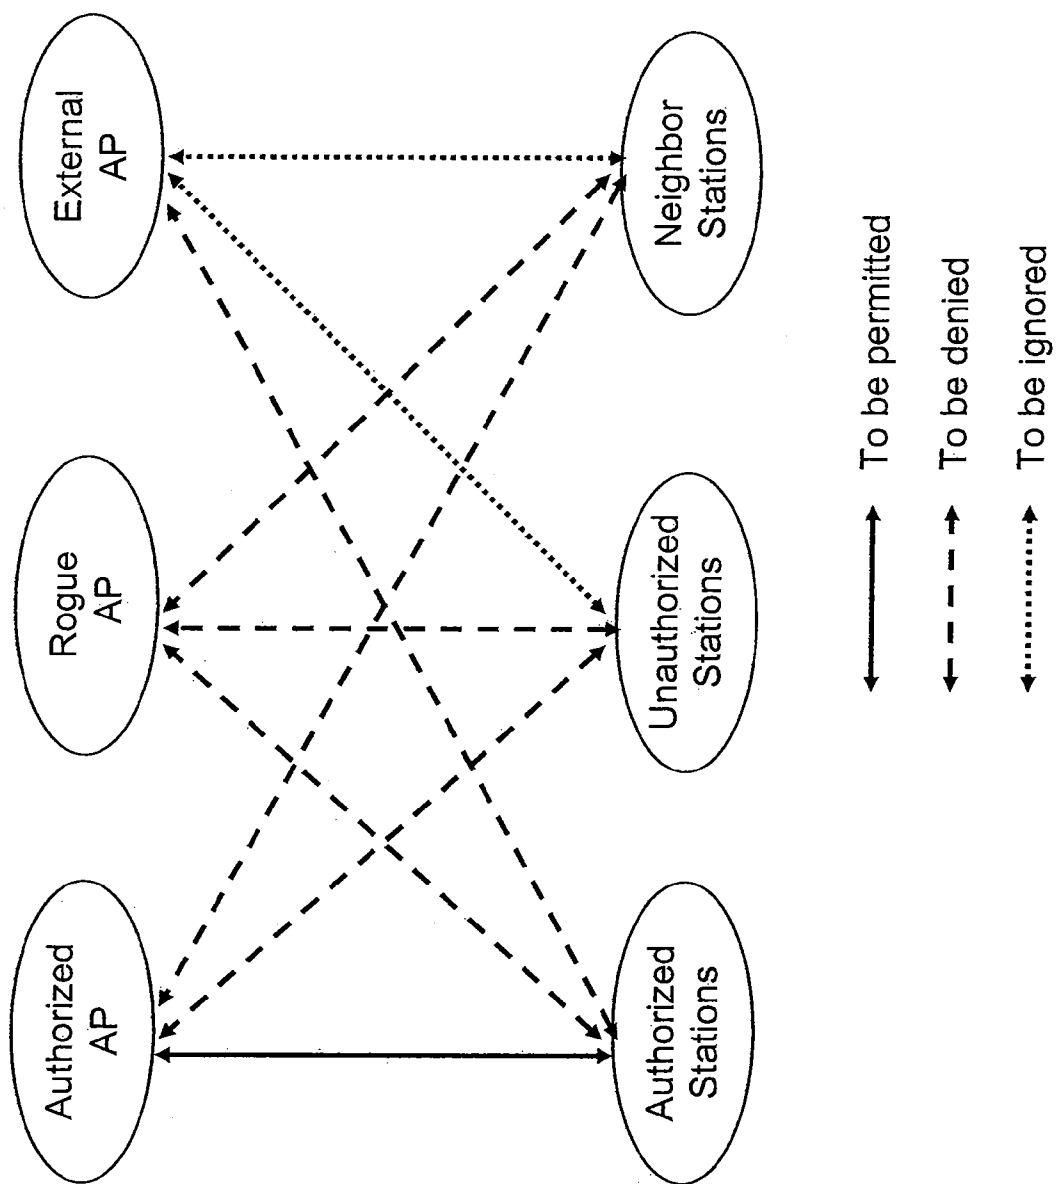 Authorized
AP
Rogue
AP
External
AP
Authorized
Stations
Unauthorized
Stations
Neighbor
Stations
To be permitted
To be denied
To be ignored